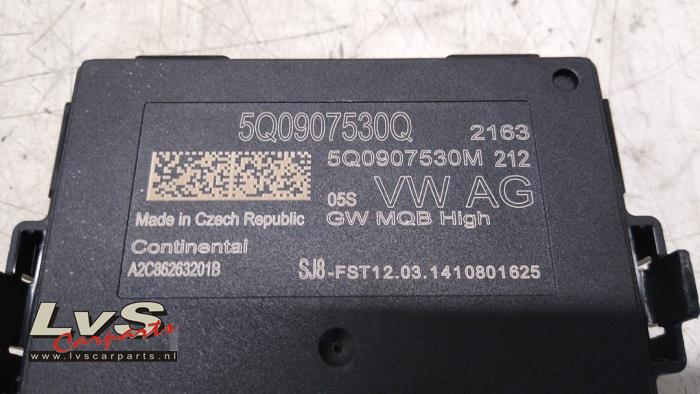 5Q0907530Q 2163
5Q0907530M 212
05S VW AG
Made in Czech Republic GW MQB High
Continental
A2C86263201B SJ8-FST12.03.1410801625
LvS
Carparts
www.lvscarparts.nl